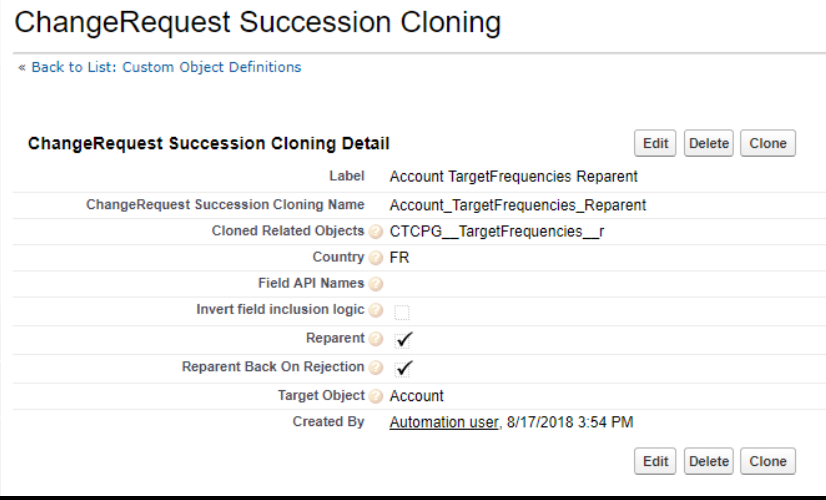 ChangeRequest Succession Cloning
« Back to List: Custom Object Definitions
ChangeRequest Succession Cloning Detail Edit Delete Clone
Label Account TargetFrequencies Reparent
ChangeRequest Succession Cloning Name Account_TargetFrequencies_Reparent
Cloned Related Objects ? CTCPG__TargetFrequencies__r
Country ? FR
Field API Names ?
Invert field inclusion logic ?
Reparent ? ✓
Reparent Back On Rejection ? ✓
Target Object ? Account
Created By Automation user, 8/17/2018 3:54 PM
Edit Delete Clone